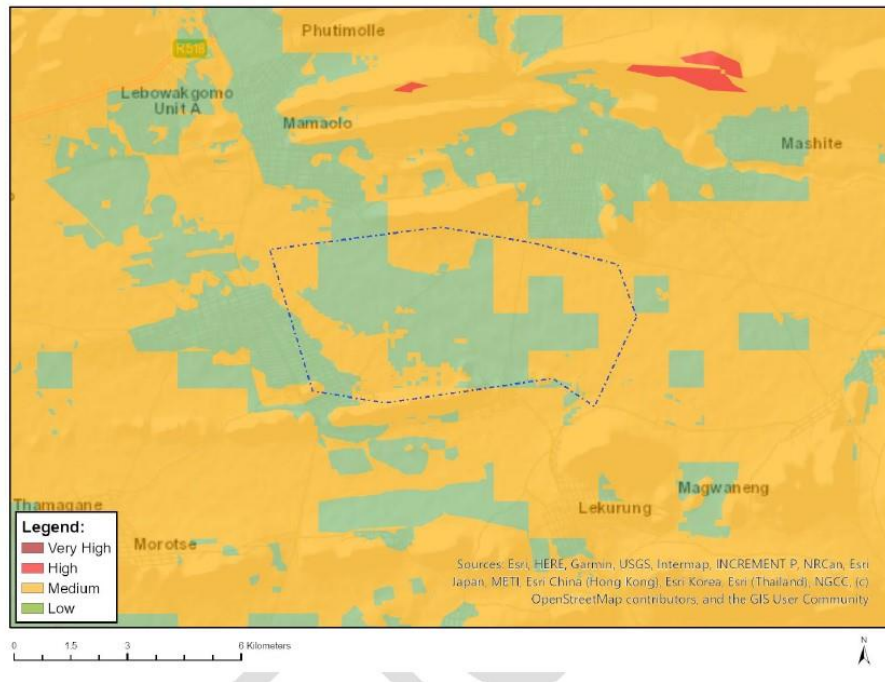 Phutimolle
R518
Lebowakgomo
Unit A
Mamaolo
Mashite
Thamagane
Morotse
Lekurung
Magwaneng
Legend:
Very High
High
Medium
Low
Sources: Esri, HERE, Garmin, USGS, Intermap, INCREMENT P, NRCan, Esri
Japan, METI, Esri China (Hong Kong), Esri Korea, Esri (Thailand), NGCC, (c)
OpenStreetMap contributors, and the GIS User Community
0 1.5 3 6 Kilometers
N